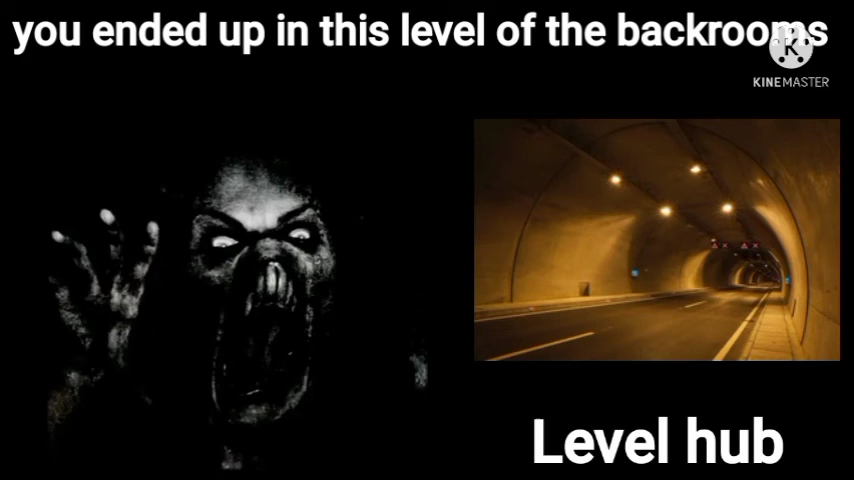 you ended up in this level of the backrooms
K
KINEMASTER
Level hub